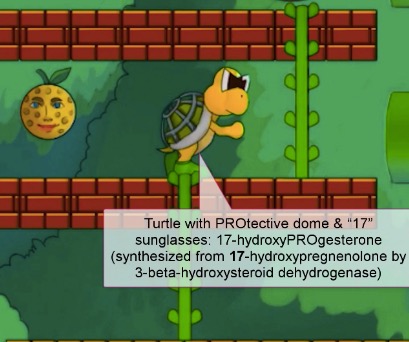 Turtle with PROtective dome & “17”
sunglasses: 17-hydroxyPROgesterone
(synthesized from 17-hydroxypregnenolone by
3-beta-hydroxysteroid dehydrogenase)